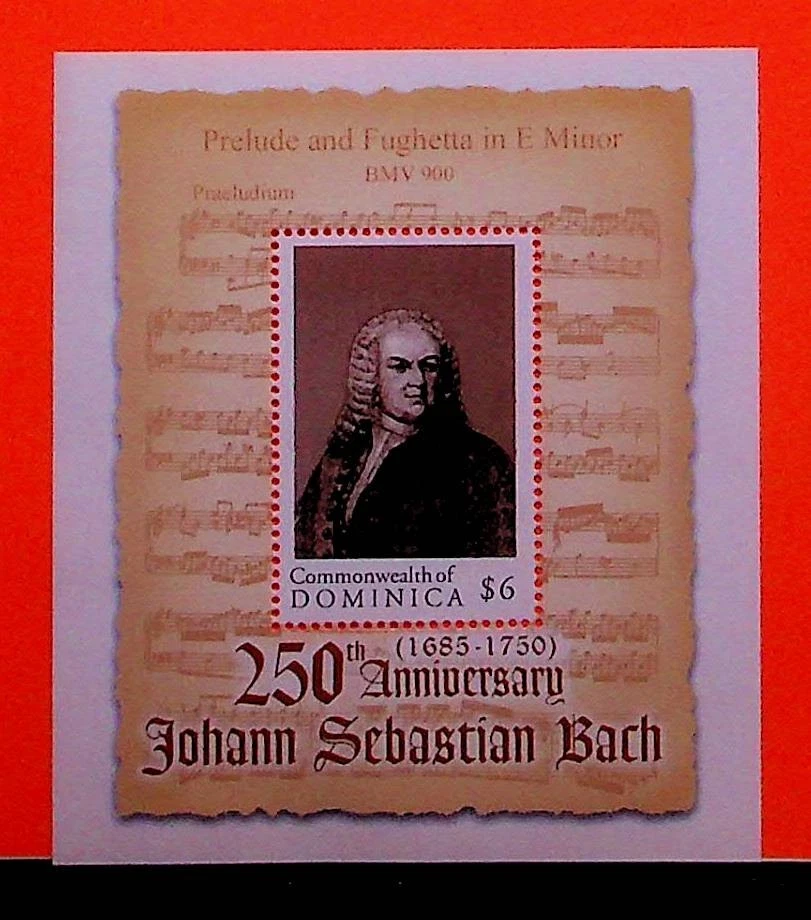 Prelude and Fughetta in E Minor
BMV 900
Praeludium
Commonwealth of
DOMINICA $6
250th (1685-1750)
Anniversary
Johann Sebastian Bach